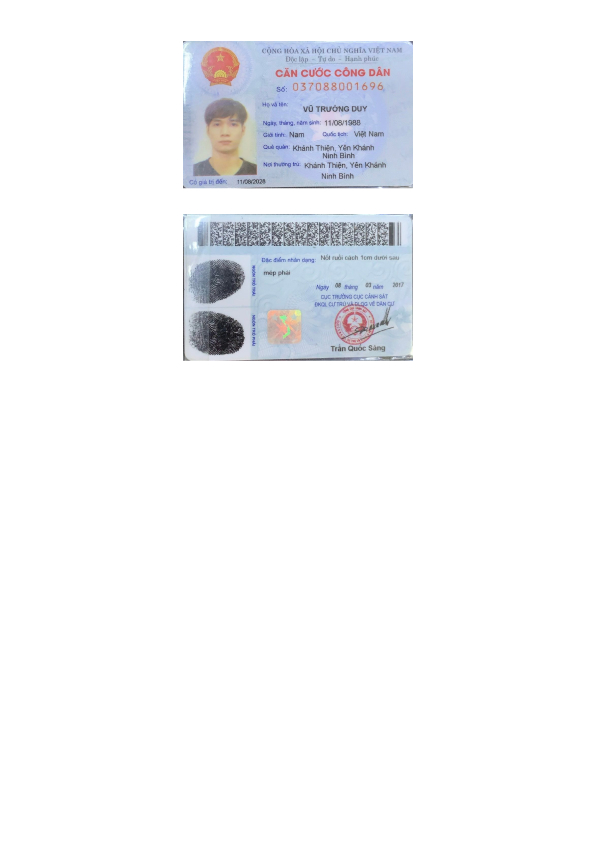 CỘNG HÒA XÃ HỘI CHỦ NGHĨA VIỆT NAM
Độc lập - Tự do - Hạnh phúc
CĂN CƯỚC CÔNG DÂN
Số: 037088001696
Họ và tên:
VŨ TRƯỜNG DUY
Ngày, tháng, năm sinh: 11/08/1988
Giới tính: Nam Quốc tịch: Việt Nam
Quê quán: Khánh Thiện, Yên Khánh
Ninh Bình
Nơi thường trú: Khánh Thiện, Yên Khánh
Ninh Bình
Có giá trị đến: 11/08/2028
Đặc điểm nhân dạng: Nốt ruồi cách 1cm dưới sau
mép phải
Ngày 08 tháng 03 năm 2017
CỤC TRƯỞNG CỤC CẢNH SÁT
ĐKQL CƯ TRÚ VÀ DLQG VỀ DÂN CƯ
NGÓN TRỎ TRÁI
NGÓN TRỎ PHẢI
Trần Quốc Sảng